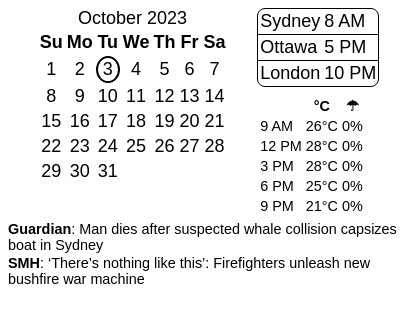 October 2023
Su Mo Tu We Th Fr Sa
1 2 3 4 5 6 7
8 9 10 11 12 13 14
15 16 17 18 19 20 21
22 23 24 25 26 27 28
29 30 31
Sydney 8 AM
Ottawa 5 PM
London 10 PM
°C ☂
9 AM 26°C 0%
12 PM 28°C 0%
3 PM 28°C 0%
6 PM 25°C 0%
9 PM 21°C 0%
Guardian: Man dies after suspected whale collision capsizes
boat in Sydney
SMH: ‘There’s nothing like this’: Firefighters unleash new
bushfire war machine